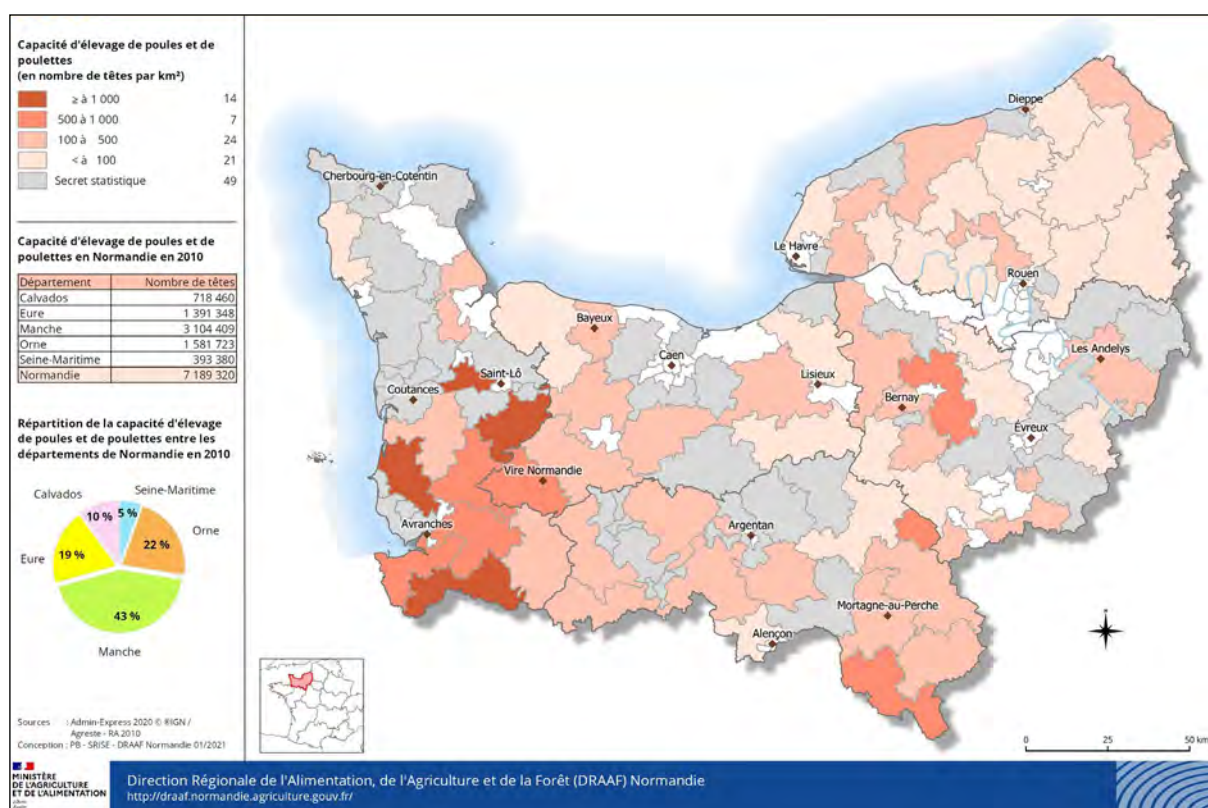 Capacité d'élevage de poules et de
poulettes
(en nombre de têtes par km²)
≥ à 1 000 14
500 à 1 000 7
100 à 500 24
< à 100 21
Secret statistique 49
Capacité d'élevage de poules et de
poulettes en Normandie en 2010
Département Nombre de têtes
Calvados 718 460
Eure 1 391 348
Manche 3 104 409
Orne 1 581 723
Seine-Maritime 393 380
Normandie 7 189 320
Répartition de la capacité d'élevage
de poules et de poulettes entre les
départements de Normandie en 2010
Calvados
Seine-Maritime
10 %
5 %
Orne
22 %
Eure
19 %
43 %
Manche
Sources : Admin-Express 2020 © ®IGN /
Agreste - RA 2010
Conception : PB - SRISE - DRAAF Normandie 01/2021
Dieppe
Cherbourg-en-Cotentin
Le Havre
Rouen
Bayeux
Caen
Les Andelys
Saint-Lô
Lisieux
Coutances
Bernay
Évreux
Vire Normandie
Avranches
Argentan
Mortagne-au-Perche
Alençon
0 25 50 km
MINISTÈRE
DE L'AGRICULTURE
ET DE L'ALIMENTATION
Direction Régionale de l'Alimentation, de l'Agriculture et de la Forêt (DRAAF) Normandie
http://draaf.normandie.agriculture.gouv.fr/